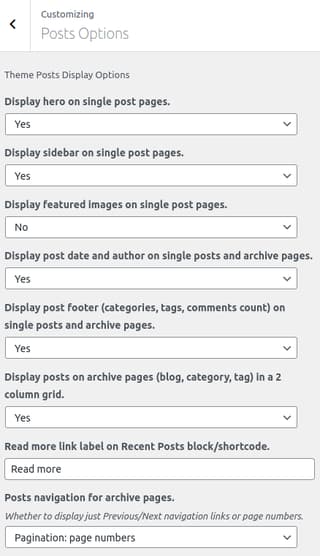 Customizing
Posts Options
Theme Posts Display Options
Display hero on single post pages.
Yes
Display sidebar on single post pages.
Yes
Display featured images on single post pages.
No
Display post date and author on single posts and archive pages.
Yes
Display post footer (categories, tags, comments count) on
single posts and archive pages.
Yes
Display posts on archive pages (blog, category, tag) in a 2
column grid.
Yes
Read more link label on Recent Posts block/shortcode.
Read more
Posts navigation for archive pages.
Whether to display just Previous/Next navigation links or page numbers.
Pagination: page numbers